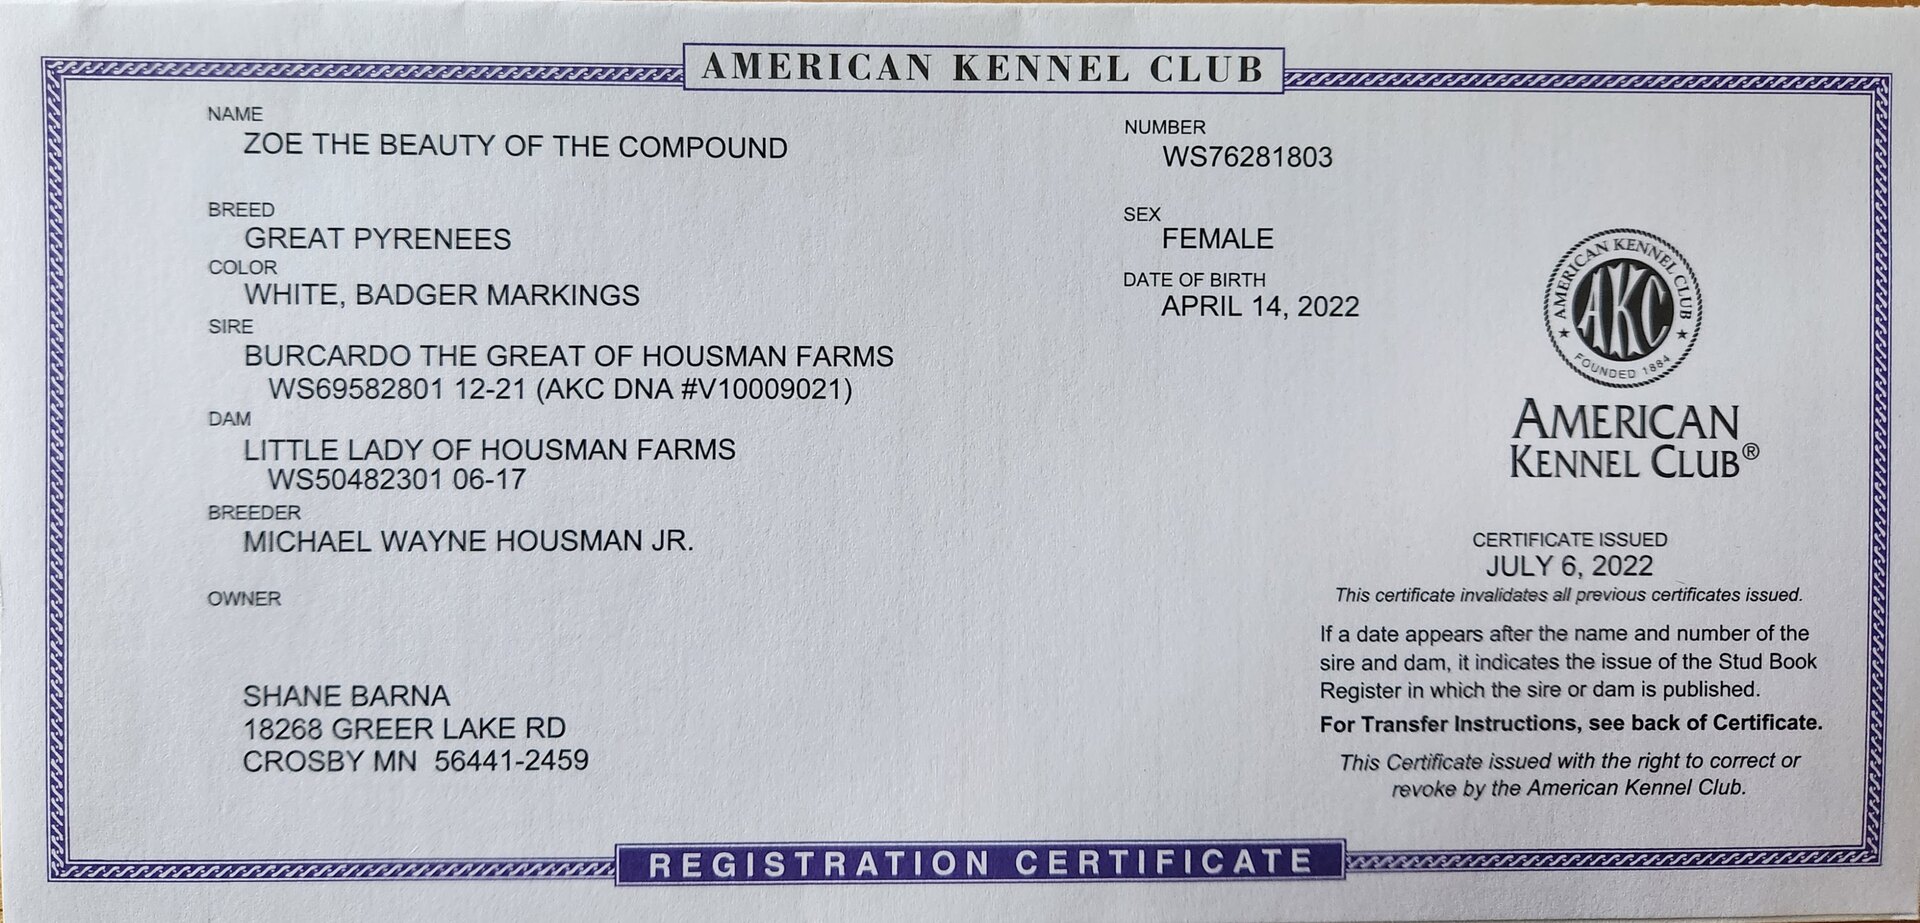 AMERICAN KENNEL CLUB
NAME
ZOE THE BEAUTY OF THE COMPOUND
NUMBER
WS76281803
BREED
GREAT PYRENEES
SEX
FEMALE
COLOR
WHITE, BADGER MARKINGS
DATE OF BIRTH
APRIL 14, 2022
SIRE
BURCARDO THE GREAT OF HOUSMAN FARMS
WS69582801 12-21 (AKC DNA #V10009021)
DAM
LITTLE LADY OF HOUSMAN FARMS
WS50482301 06-17
BREEDER
MICHAEL WAYNE HOUSMAN JR.
OWNER
SHANE BARNA
18268 GREER LAKE RD
CROSBY MN 56441-2459
AMERICAN KENNEL CLUB
AKC
FOUNDED 1884
AMERICAN
KENNEL CLUB®
CERTIFICATE ISSUED
JULY 6, 2022
This certificate invalidates all previous certificates issued.
If a date appears after the name and number of the
sire and dam, it indicates the issue of the Stud Book
Register in which the sire or dam is published.
For Transfer Instructions, see back of Certificate.
This Certificate issued with the right to correct or
revoke by the American Kennel Club.
REGISTRATION CERTIFICATE